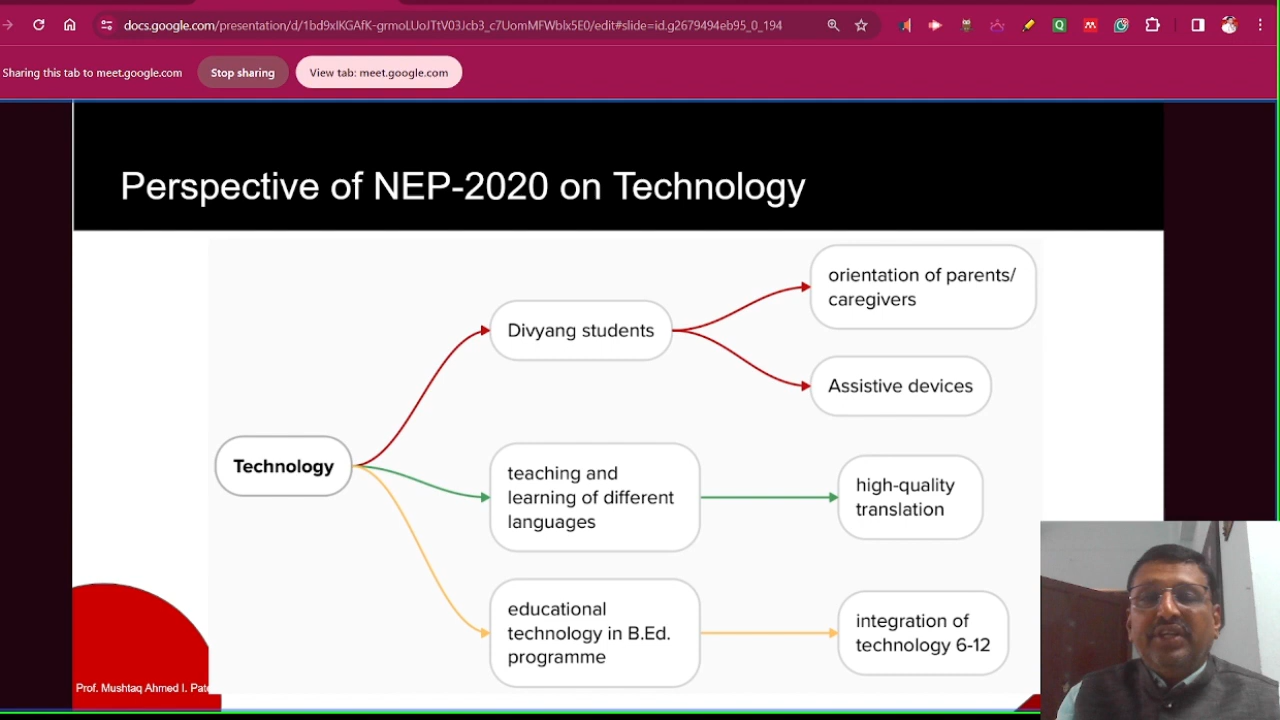 docs.google.com/presentation/d/1bd9xlKGAfK-grmoLUoJTtV03Jcb3_c7UomMFWblx5E0/edit#slide=id.g2679494eb95_0_194
Sharing this tab to meet.google.com
Stop sharing
View tab: meet.google.com
Perspective of NEP-2020 on Technology
Technology
Divyang students
orientation of parents/
caregivers
Assistive devices
teaching and
learning of different
languages
high-quality
translation
educational
technology in B.Ed.
programme
integration of
technology 6-12
Prof. Mushtaq Ahmed I. Pate